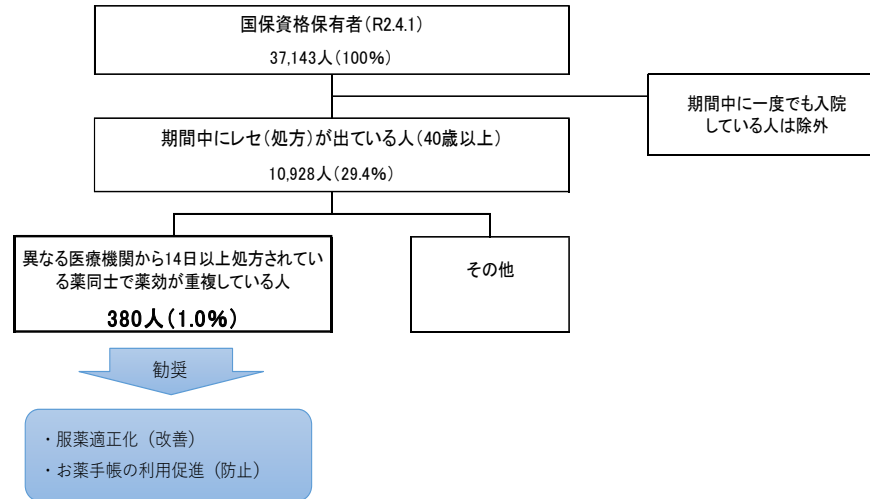 国保資格保有者（R2.4.1）
37,143人（100%）
期間中に一度でも入院
している人は除外
期間中にレセ（処方）が出ている人（40歳以上）
10,928人（29.4%）
異なる医療機関から14日以上処方されてい
る薬同士で薬効が重複している人
380人（1.0%）
その他
勧奨
・服薬適正化（改善）
・お薬手帳の利用促進（防止）